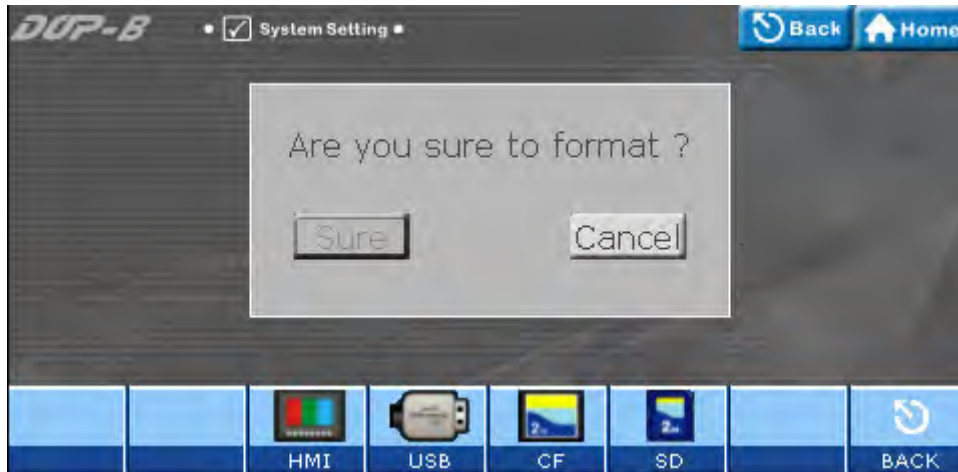 DOP-B
• ☑ System Setting •
Back
Home
Are you sure to format ?
Sure
Cancel
HMI
USB
CF
SD
BACK